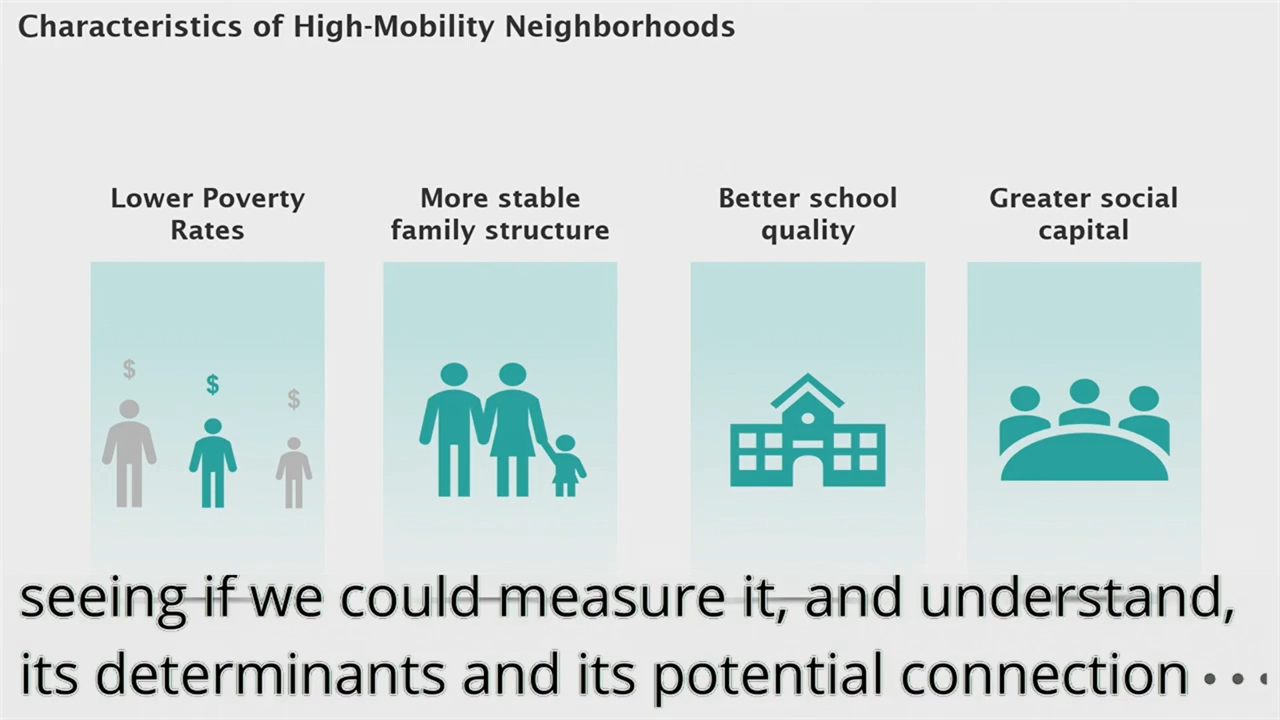 Characteristics of High-Mobility Neighborhoods
Lower Poverty
Rates
More stable
family structure
Better school
quality
Greater social
capital
$ $ $
seeing if we could measure it, and understand,
its determinants and its potential connection •••